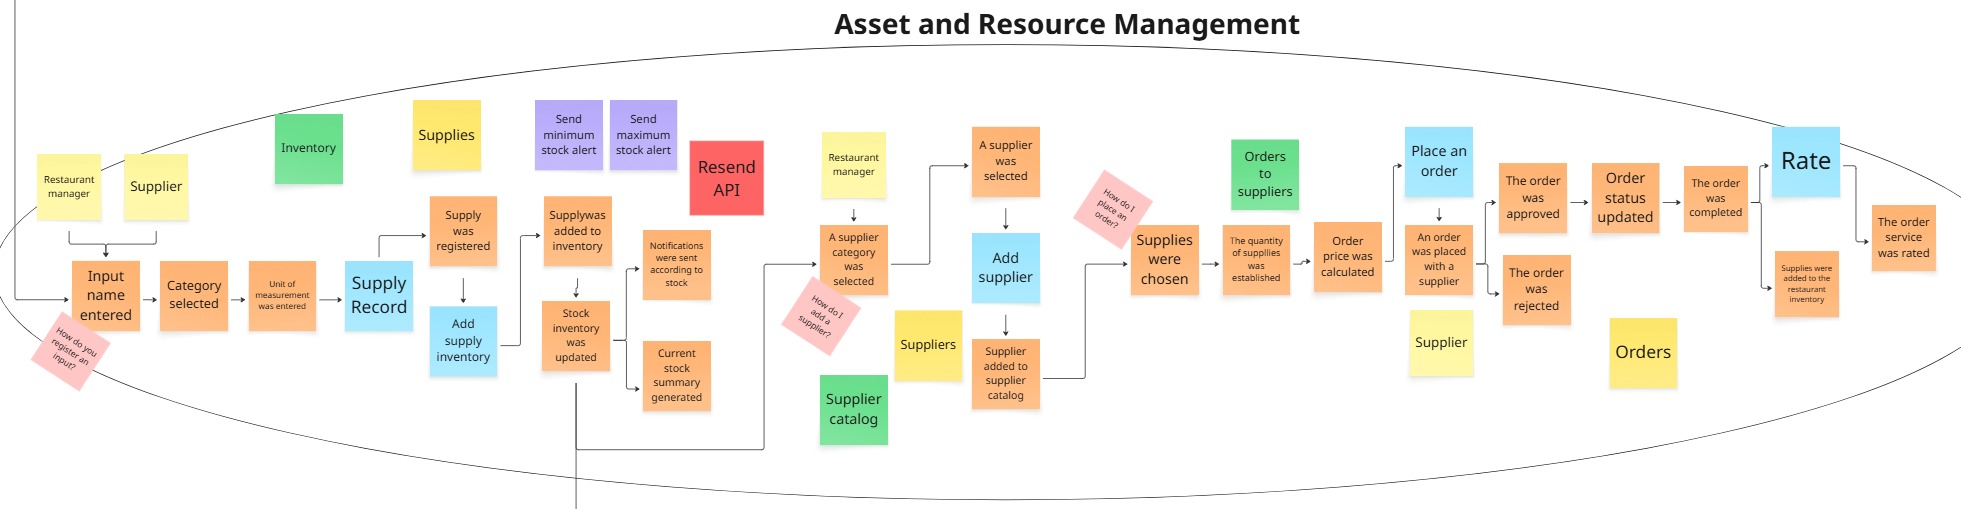 Asset and Resource Management
Restaurant
manager
Supplier
Inventory
Supplies
Send
minimum
stock alert
Send
maximum
stock alert
Resend
API
Input
name
entered
How do you
register an
input?
Category
selected
Unit of
measurement
was entered
Supply
Record
Supply
was
registered
Add
supply
inventory
Supplywas
added to
inventory
Stock
inventory
was
updated
Notifications
were sent
according to
stock
Current
stock
summary
generated
Restaurant
manager
A supplier
category
was
selected
How do I
add a
supplier?
Suppliers
Supplier
catalog
A supplier
was
selected
Add
supplier
Supplier
added to
supplier
catalog
How do I
place an
order?
Supplies
were
chosen
Orders
to
suppliers
The quantity
of suppllies
was
established
Order
price was
calculated
Place an
order
An order
was placed
with a
supplier
Supplier
The order
was
approved
The order
was
rejected
Order
status
updated
Orders
The order
was
completed
Rate
Supplies were
added to the
restaurant
inventory
The order
service
was rated